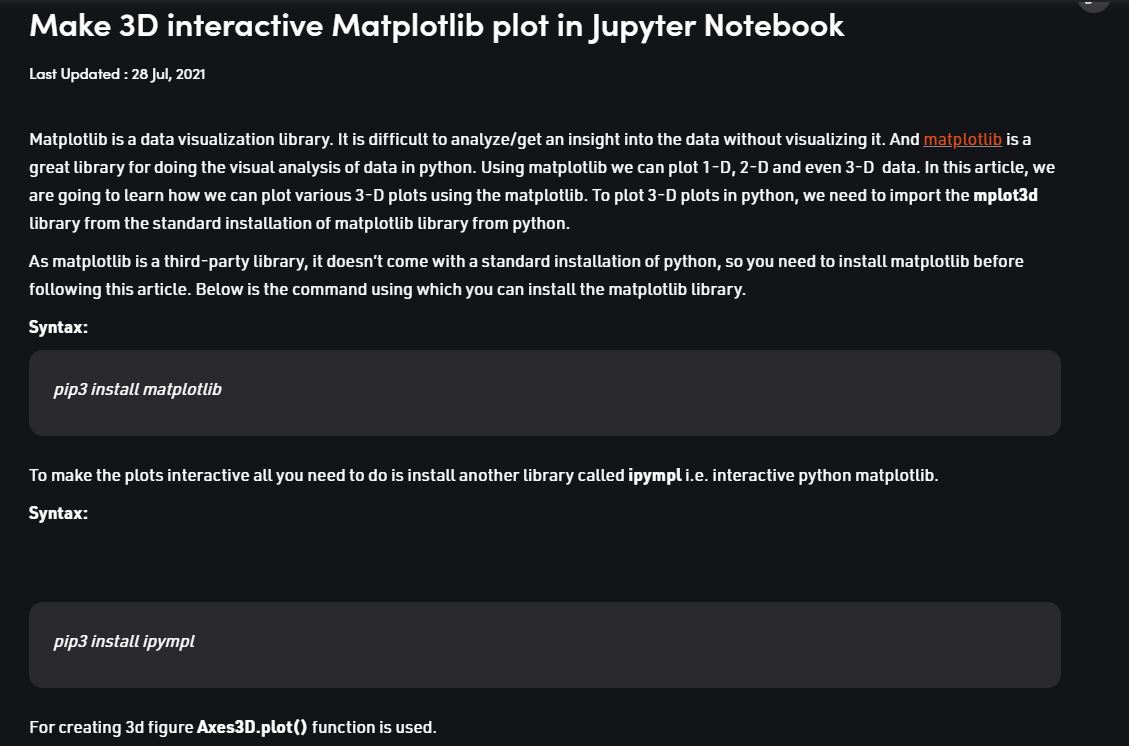 Make 3D interactive Matplotlib plot in Jupyter Notebook
Last Updated : 28 Jul, 2021
Matplotlib is a data visualization library. It is difficult to analyze/get an insight into the data without visualizing it. And matplotlib is a
great library for doing the visual analysis of data in python. Using matplotlib we can plot 1-D, 2-D and even 3-D  data. In this article, we
are going to learn how we can plot various 3-D plots using the matplotlib. To plot 3-D plots in python, we need to import the mplot3d
library from the standard installation of matplotlib library from python.
As matplotlib is a third-party library, it doesn’t come with a standard installation of python, so you need to install matplotlib before
following this article. Below is the command using which you can install the matplotlib library.
Syntax:
pip3 install matplotlib
To make the plots interactive all you need to do is install another library called ipympl i.e. interactive python matplotlib.
Syntax:
pip3 install ipympl
For creating 3d figure Axes3D.plot() function is used.